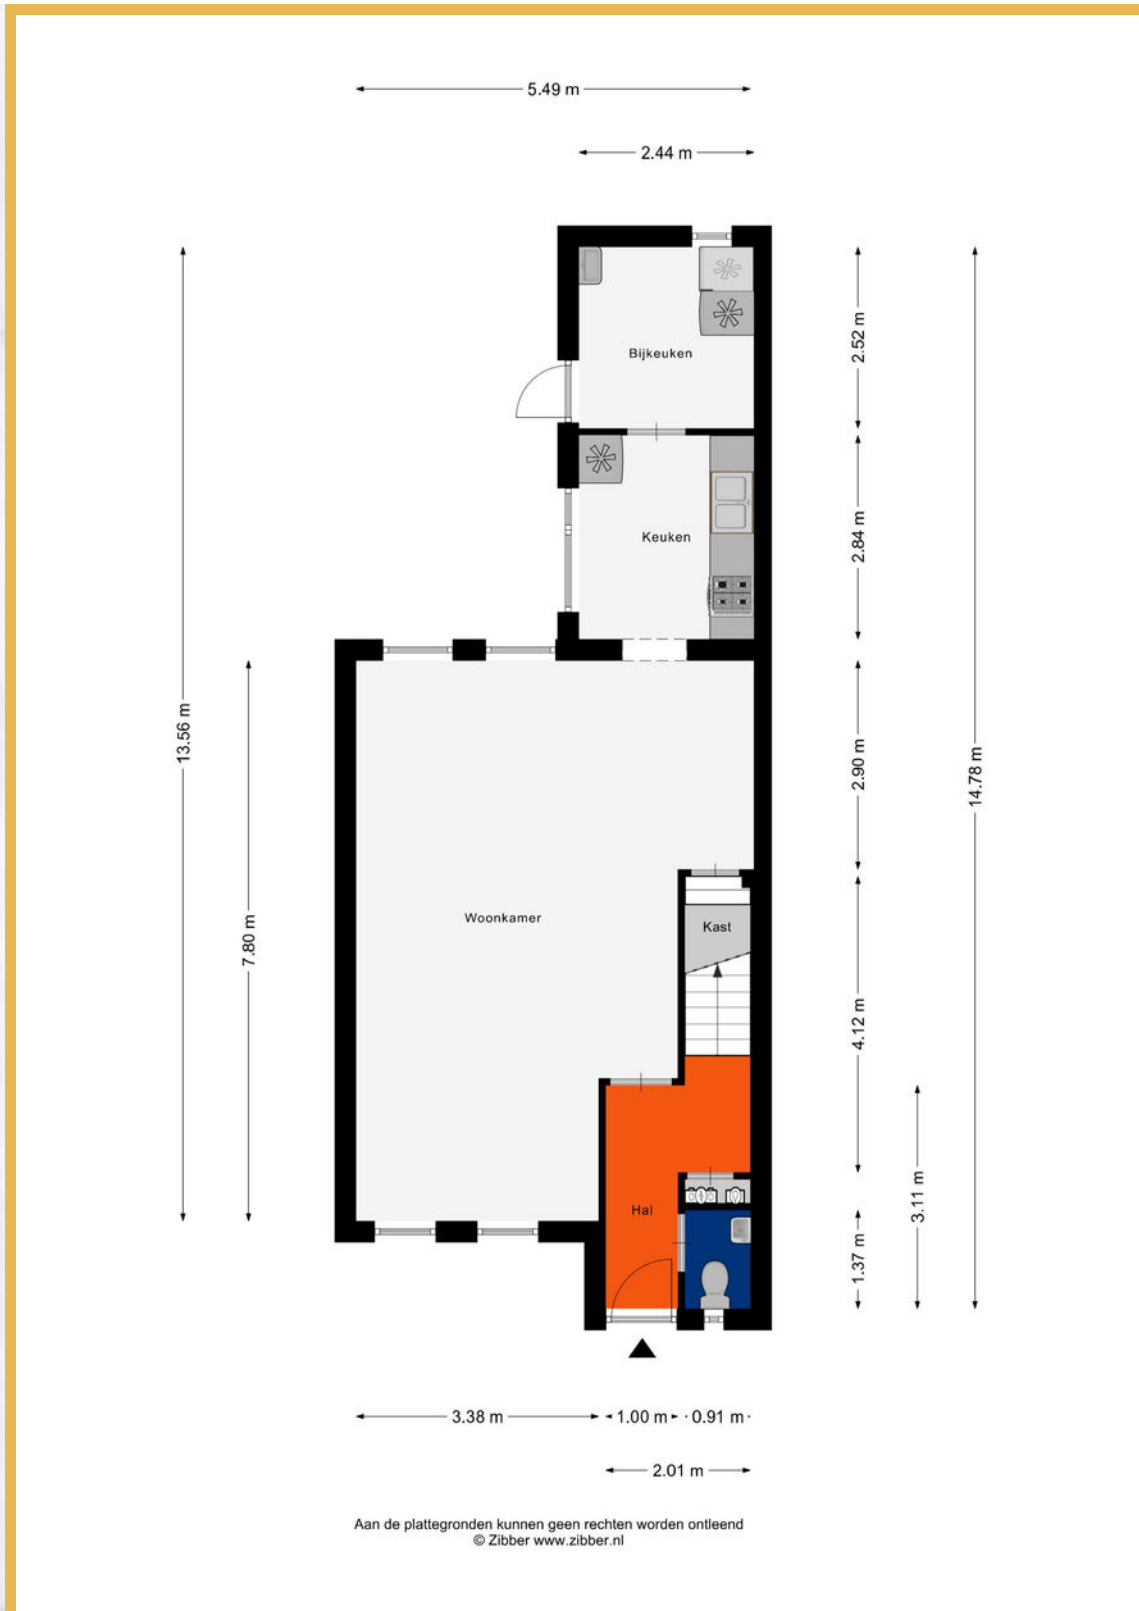 5.49 m
2.44 m
Bijkeuken
2.52 m
Keuken
2.84 m
13.56 m
2.90 m
14.78 m
7.80 m
Woonkamer
Kast
4.12 m
Hal
3.11 m
1.37 m
3.38 m
1.00 m
0.91 m
2.01 m
Aan de plattegronden kunnen geen rechten worden ontleend
© Zibber www.zibber.nl